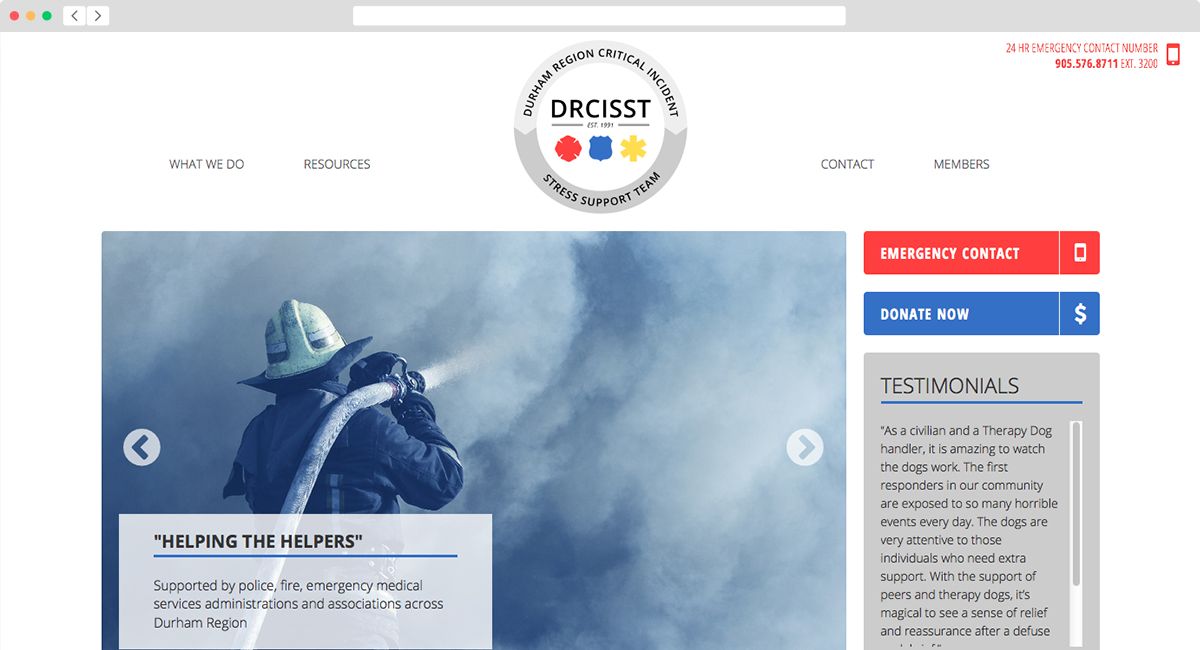 24 HR EMERGENCY CONTACT NUMBER
905.576.8711 EXT. 3200
DURHAM REGION CRITICAL INCIDENT
DRCISST
EST. 1991
STRESS SUPPORT TEAM
WHAT WE DO
RESOURCES
CONTACT
MEMBERS
"HELPING THE HELPERS"
Supported by police, fire, emergency medical
services administrations and associations across
Durham Region
EMERGENCY CONTACT
DONATE NOW
$
TESTIMONIALS
"As a civilian and a Therapy Dog
handler, it is amazing to watch
the dogs work. The first
responders in our community
are exposed to so many horrible
events every day. The dogs are
very attentive to those
individuals who need extra
support. With the support of
peers and therapy dogs, it's
magical to see a sense of relief
and reassurance after a defuse